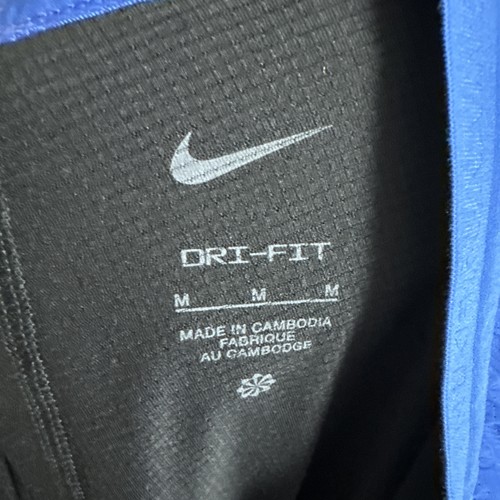 DRI-FIT
M M M
MADE IN CAMBODIA
FABRIQUE
AU CAMBODGE